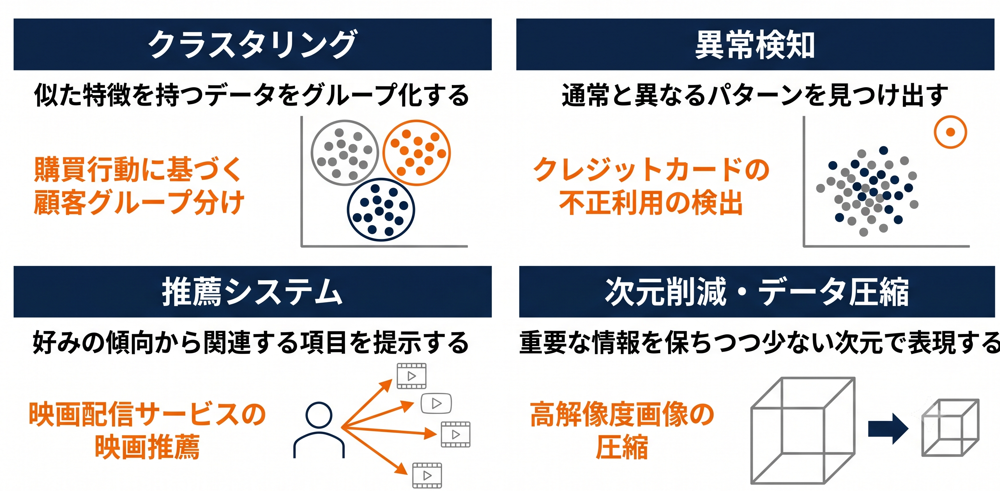 クラスタリング
似た特徴を持つデータをグループ化する
購買行動に基づく
顧客グループ分け
異常検知
通常と異なるパターンを見つけ出す
クレジットカードの
不正利用の検出
推薦システム
好みの傾向から関連する項目を提示する
映画配信サービスの
映画推薦
次元削減・データ圧縮
重要な情報を保ちつつ少ない次元で表現する
高解像度画像の
圧縮